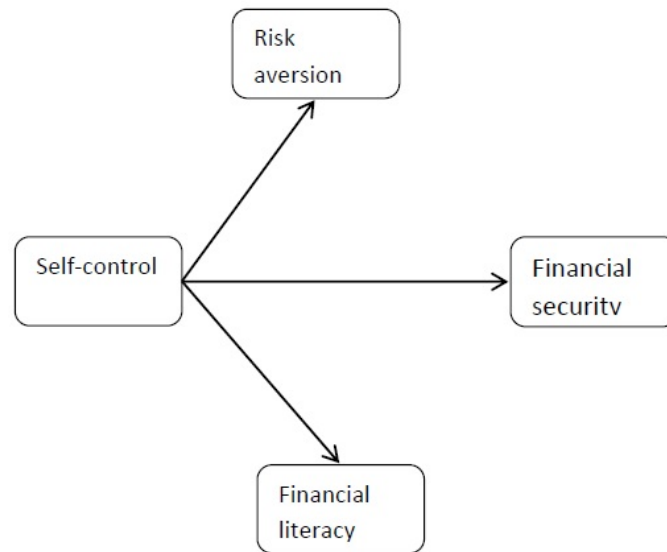 Risk
aversion
Self-control
Financial
security
Financial
literacy